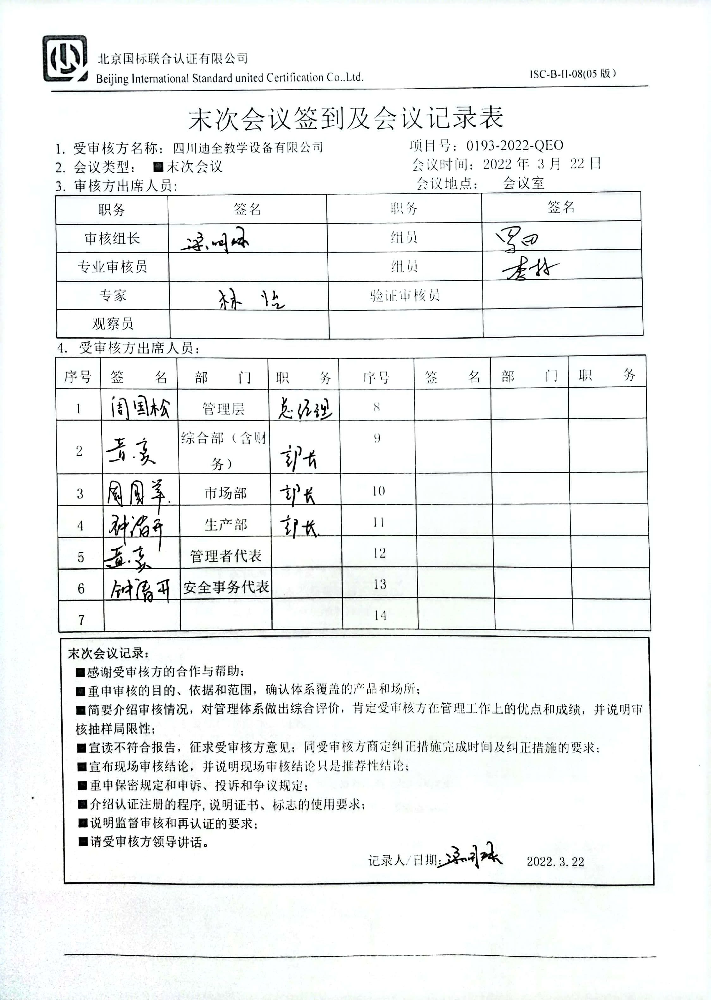 北京国标联合认证有限公司
Beijing International Standard united Certification Co..Ltd.
ISC-B-II-08(05 版)
末次会议签到及会议记录表
1. 受审核方名称：四川迪全教学设备有限公司 项目号：0193-2022-QEO
2. 会议类型： ■末次会议 会议时间：2022 年 3 月 22 日
3. 审核方出席人员: 会议地点： 会议室
职务 签名 职务 签名
审核组长 组员
专业审核员 组员 李林
专家 林 怡 验证审核员
观察员
4. 受审核方出席人员：
序号 签 名 部 门 职 务 序号 签 名 部 门 职 务
1 周国松 管理层 总经理 8
2 综合部（含财 部长 9
务）
3 市场部 部长 10
4 生产部 部长 11
5 管理者代表 12
6 安全事务代表 13
7 14
末次会议记录：
■感谢受审核方的合作与帮助；
■重申审核的目的、依据和范围，确认体系覆盖的产品和场所；
■简要介绍审核情况，对管理体系做出综合评价，肯定受审核方在管理工作上的优点和成绩，并说明审
核抽样局限性；
■宣读不符合报告，征求受审核方意见；同受审核方商定纠正措施完成时间及纠正措施的要求；
■宣布现场审核结论，并说明现场审核结论只是推荐性结论；
■重申保密规定和申诉、投诉和争议规定；
■介绍认证注册的程序,说明证书、标志的使用要求；
■说明监督审核和再认证的要求；
■请受审核方领导讲话。
记录人/日期: 2022.3.22